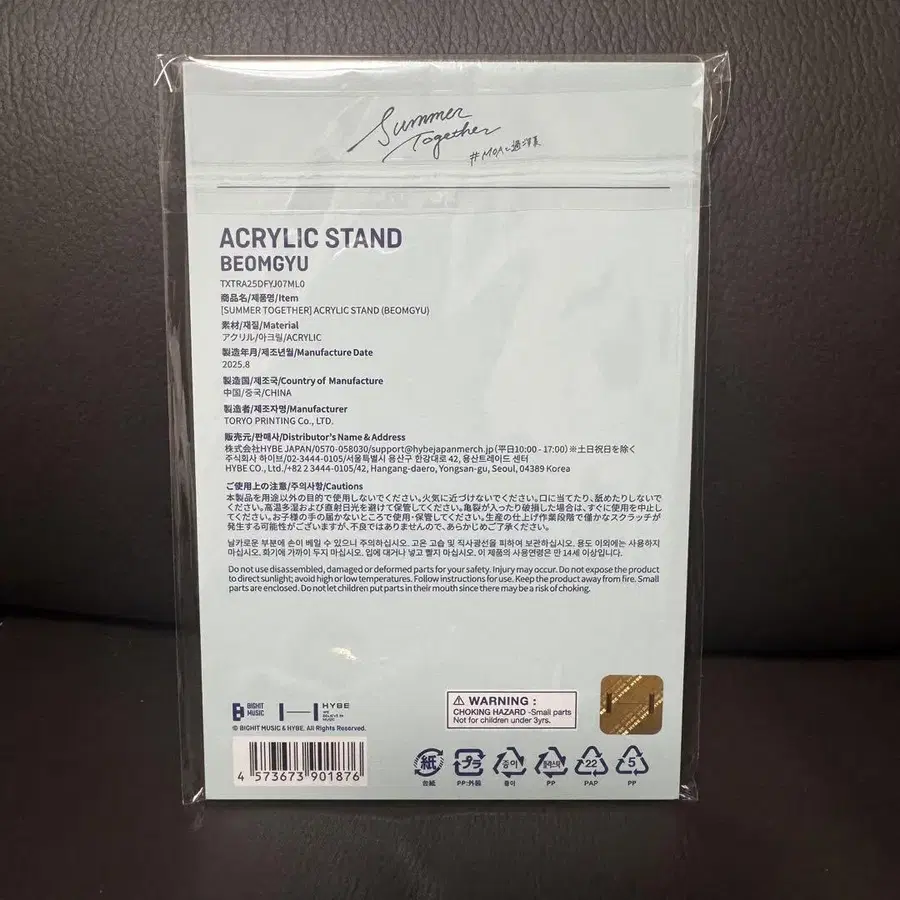 Summer
Together
#MOAと過ごす夏
ACRYLIC STAND
BEOMGYU
TXTRA25DFYJ07ML0
商品名/제품명/Item
[SUMMER TOGETHER] ACRYLIC STAND (BEOMGYU)
素材/재질/Material
アクリル/아크릴/ACRYLIC
製造年月/제조년월/Manufacture Date
2025.8
製造国/제조국/Country of Manufacture
中国/중국/CHINA
製造者/제조자명/Manufacturer
TORYO PRINTING Co., LTD.
販売元/판매사/Distributor's Name & Address
株式会社HYBE JAPAN/0570-058030/support@hybejapanmerch.jp (平日10:00 - 17:00) ※土日祝日を除く
주식회사 하이브/02-3444-0105/서울특별시 용산구 한강대로 42, 용산트레이드 센터
HYBE CO., Ltd./+82 2 3444-0105/42, Hangang-daero, Yongsan-gu, Seoul, 04389 Korea
ご使用上の注意/주의사항/Cautions
本製品を用途以外の目的で使用しないでください。火気に近づけないでください。口に当てたり、舐めたりしないで
ください。高温多湿および直射日光を避けて保管してください。亀裂が入ったり破損した場合は、すぐに使用を中止し
てください。お子様の手の届かないところで使用・保管してください。生産の仕上げ作業段階で僅かなスクラッチが
発生する可能性がございますが、不良ではありませんので、あらかじめご了承ください。
날카로운 부분에 손이 베일 수 있으니 주의하십시오. 고온 고습 및 직사광선을 피하여 보관하십시오. 용도 이외에는 사용하지
마십시오. 화기에 가까이 두지 마십시오. 입에 대거나 넣고 빨지 마십시오. 이 제품의 사용연령은 만 14세 이상입니다.
Do not use disassembled, damaged or deformed parts for your safety. Injury may occur. Do not expose the product
to direct sunlight; avoid high or low temperatures. Follow instructions for use. Keep the product away from fire. Small
parts are enclosed. Do not let children put parts in their mouth since there may be a risk of choking.
BIGHIT
MUSIC
HYBE
WE
BELIEVE IN
MUSIC
© BIGHIT MUSIC & HYBE. All Rights Reserved.
⚠ WARNING :
CHOKING HAZARD -Small parts
Not for children under 3yrs.
4 573673 901876
紙
台紙
プラ
PP:外装
종이
종이
플라스틱
PP
22
PAP
5
PP